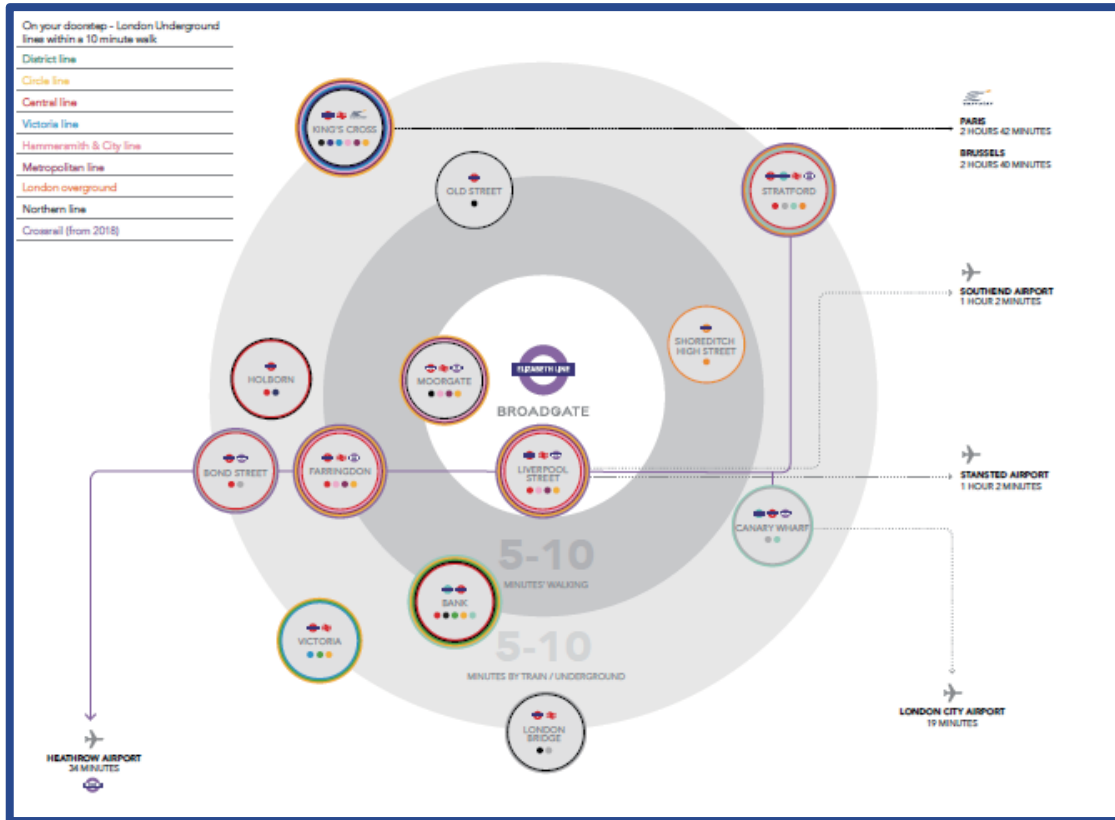 On your doorstep - London Underground
lines within a 10 minute walk
District line
Circle line
Central line
Victoria line
Hammersmith & City line
Metropolitan line
London overground
Northern line
Crossrail (from 2018)
KING'S CROSS
PARIS
2 HOURS 42 MINUTES
BRUSSELS
2 HOURS 40 MINUTES
OLD STREET
STRATFORD
SOUTHEND AIRPORT
1 HOUR 2 MINUTES
SHOREDITCH
HIGH STREET
HOLBORN
MOORGATE
ELIZABETH LINE
BROADGATE
BOND STREET
FARRINGDON
LIVERPOOL
STREET
STANSTED AIRPORT
1 HOUR 2 MINUTES
CANARY WHARF
5-10
MINUTES' WALKING
BANK
VICTORIA
5-10
MINUTES BY TRAIN / UNDERGROUND
LONDON
BRIDGE
LONDON CITY AIRPORT
19 MINUTES
HEATHROW AIRPORT
34 MINUTES